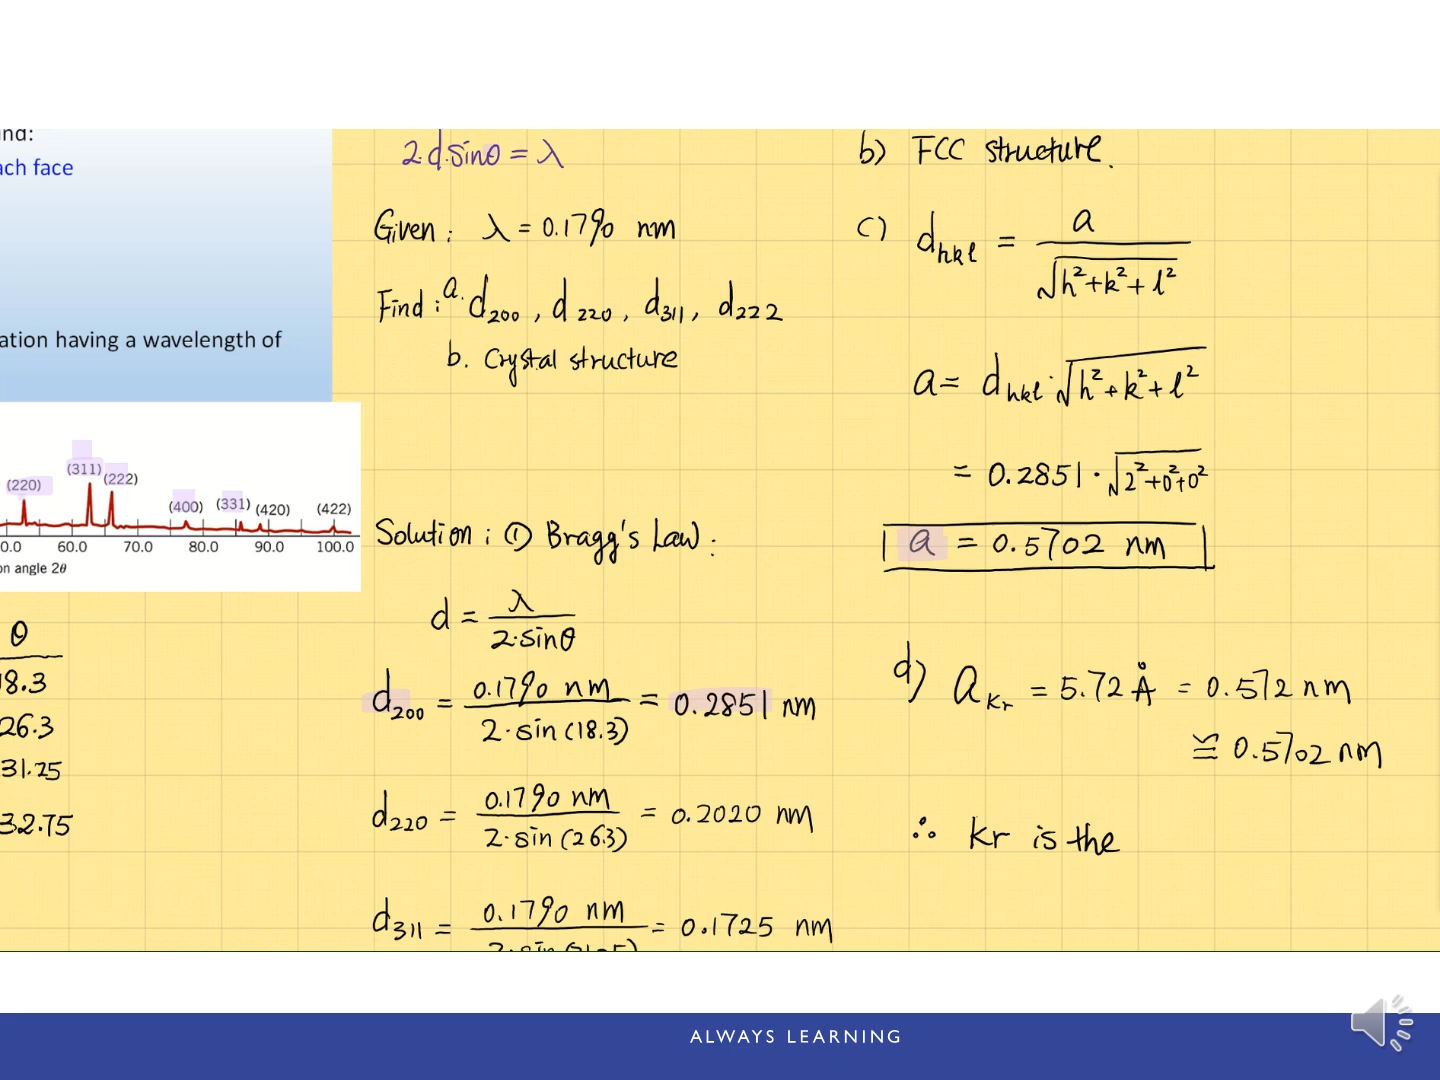 nd:
ach face
ation having a wavelength of
(220)
(311)
(222)
(400)
(331)
(420)
(422)
0.0 60.0 70.0 80.0 90.0 100.0
on angle 2θ
θ
18.3
26.3
31.25
32.75
2·d·sinθ = λ
Given: λ = 0.1790 nm
Find: a. d200, d220, d311, d222
b. Crystal structure
Solution: ① Bragg's Law:
d = λ / 2·sinθ
d200 = 0.1790 nm / 2·sin(18.3) = 0.2851 nm
d220 = 0.1790 nm / 2·sin(26.3) = 0.2020 nm
d311 = 0.1790 nm = 0.1725 nm
b) FCC structure.
c) dhkl = a / √h²+k²+l²
a = dhkl·√h²+k²+l²
= 0.2851·√2²+0²+0²
a = 0.5702 nm
d) aKr = 5.72 Å = 0.572 nm
≅ 0.5702 nm
∴ Kr is the
ALWAYS LEARNING